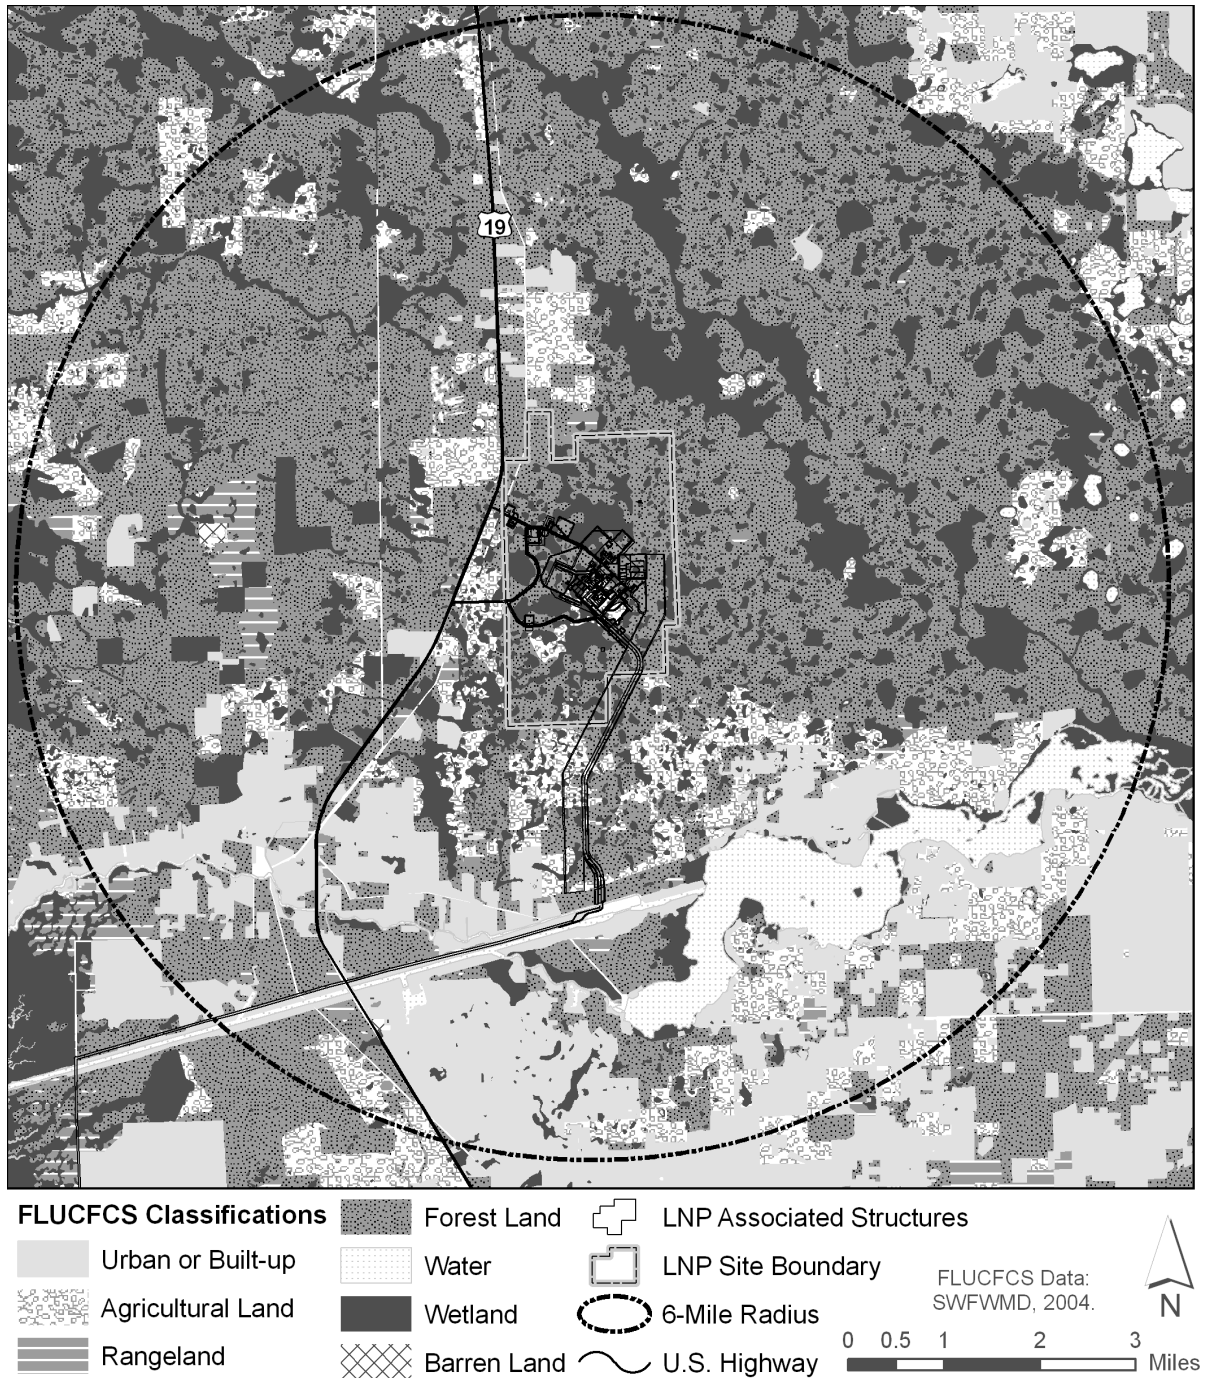 19
FLUCFCS Classifications
Urban or Built-up
Agricultural Land
Rangeland
Forest Land
Water
Wetland
Barren Land
LNP Associated Structures
LNP Site Boundary
6-Mile Radius
U.S. Highway
FLUCFCS Data:
SWFWMD, 2004.
N
0 0.5 1 2 3
Miles